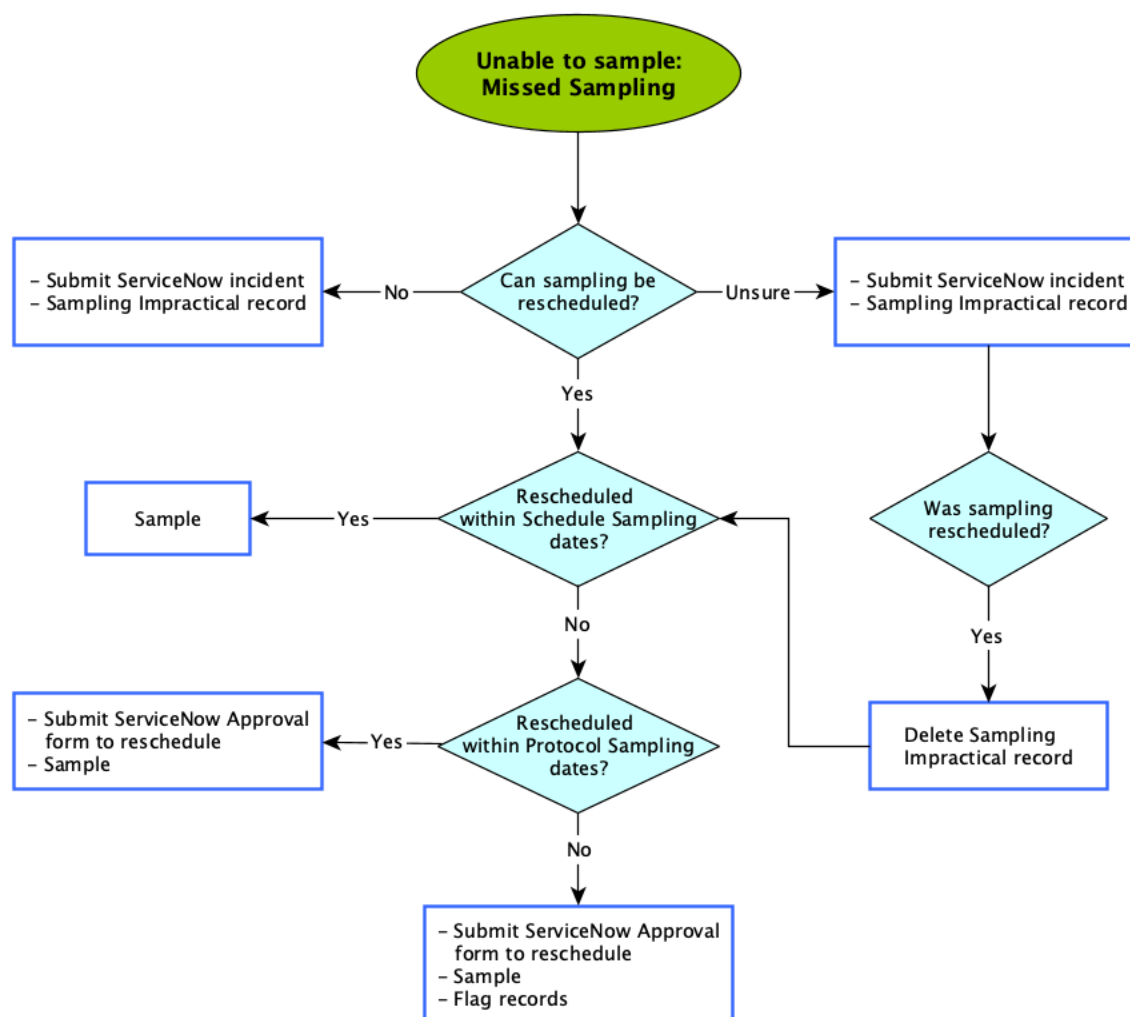 Unable to sample:
Missed Sampling
– Submit ServiceNow incident
– Sampling Impractical record
No
Can sampling be
rescheduled?
Unsure
– Submit ServiceNow incident
– Sampling Impractical record
Yes
Sample
Yes
Rescheduled
within Schedule Sampling
dates?
Was sampling
rescheduled?
No
Yes
– Submit ServiceNow Approval
form to reschedule
– Sample
Yes
Rescheduled
within Protocol Sampling
dates?
Delete Sampling
Impractical record
No
– Submit ServiceNow Approval
form to reschedule
– Sample
– Flag records